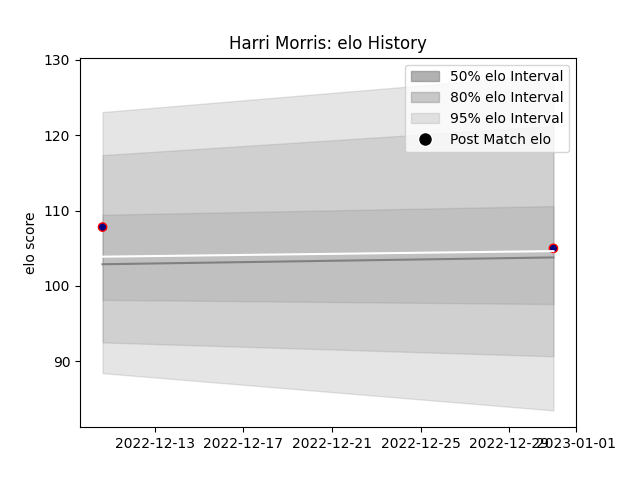 Harri Morris: elo History
130
120
110
100
90
elo score
50% elo Interval
80% elo Interval
95% elo Interval
Post Match elo
2022-12-13 2022-12-17 2022-12-21 2022-12-25 2022-12-29 2023-01-01